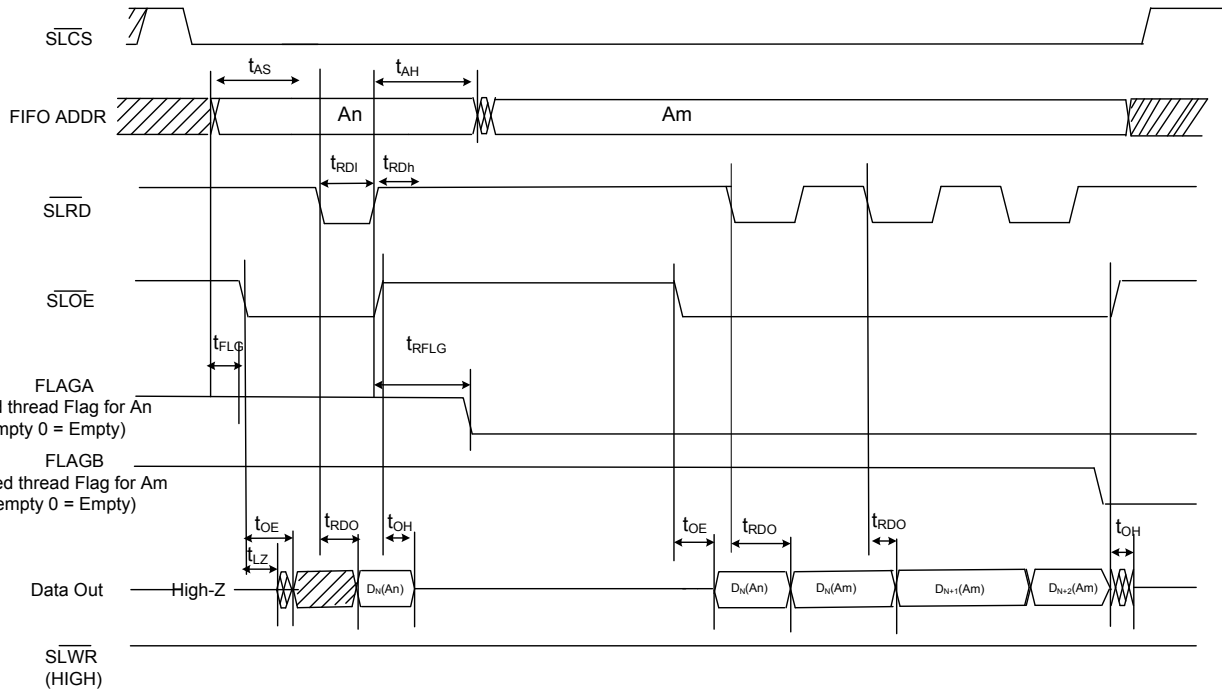 SLCS
tAS
tAH
FIFO ADDR
An
Am
tRDl
tRDh
SLRD
SLOE
tFLG
tRFLG
FLAGA
thread Flag for An
0 = Empty)
FLAGB
ed thread Flag for Am
empty 0 = Empty)
tOE
tRDO
tOH
tOE
tRDO
tRDO
tOH
tLZ
Data Out
High-Z
DN(An)
DN(An)
DN(Am)
DN+1(Am)
DN+2(Am)
SLWR
(HIGH)